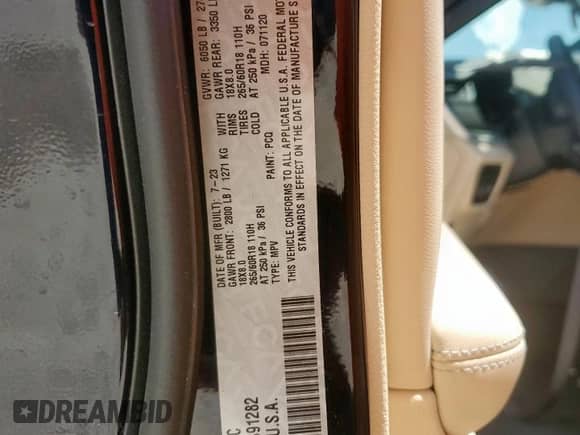 DATE OF MFR (BUILT): 7-23
GVWR: 6050 LB / 27
GAWR FRONT: 2800 LB / 1271 KG WITH
GAWR REAR: 3350 L
18X8.0 RIMS 18X8.0
265/60R18 110H TIRES 265/60R18 110H
AT 250 kPa / 36 PSI COLD AT 250 kPa / 36 PSI
TYPE: MPV PAINT: PCQ MDH: 071120
THIS VEHICLE CONFORMS TO ALL APPLICABLE U.S.A. FEDERAL MOT
STANDARDS IN EFFECT ON THE DATE OF MANUFACTURE S
C
91282
U.S.A.
DREAMBID